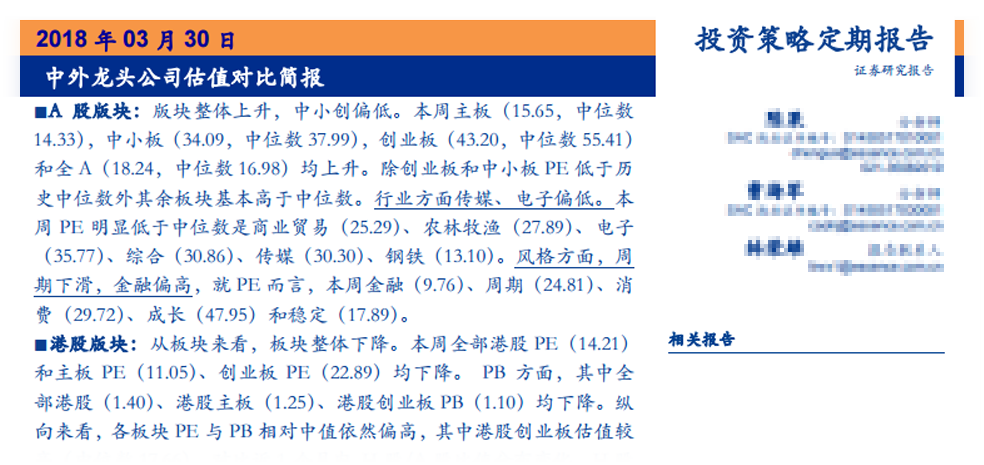 2018 年 03 月 30 日
中外龙头公司估值对比简报
■A 股版块：版块整体上升，中小创偏低。本周主板（15.65，中位数
14.33），中小板（34.09，中位数 37.99），创业板（43.20，中位数 55.41）
和全 A（18.24，中位数 16.98）均上升。除创业板和中小板 PE 低于历
史中位数外其余板块基本高于中位数。行业方面传媒、电子偏低。本
周 PE 明显低于中位数是商业贸易（25.29）、农林牧渔（27.89）、电子
（35.77）、综合（30.86）、传媒（30.30）、钢铁（13.10）。风格方面，周
期下滑，金融偏高，就 PE 而言，本周金融（9.76）、周期（24.81）、消
费（29.72）、成长（47.95）和稳定（17.89）。
■港股版块：从板块来看，板块整体下降。本周全部港股 PE（14.21）
和主板 PE（11.05）、创业板 PE（22.89）均下降。 PB 方面，其中全
部港股（1.40）、港股主板（1.25）、港股创业板 PB（1.10）均下降。纵
向来看，各板块 PE 与 PB 相对中值依然偏高，其中港股创业板估值较
投资策略定期报告
证券研究报告
相关报告